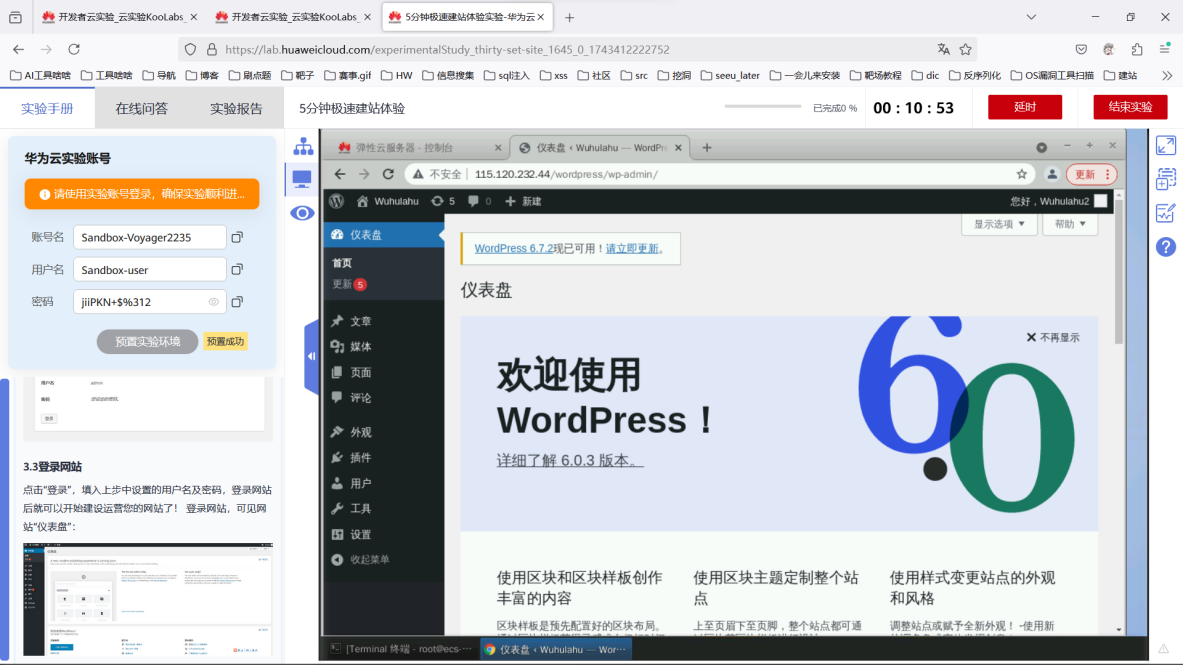 开发者云实验_云实验KooLabs_
开发者云实验_云实验KooLabs_
5分钟极速建站体验实验-华为云
https://lab.huaweicloud.com/experimentalStudy_thirty-set-site_1645_0_1743412222752
AI工具啥啥
工具啥啥
导航
博客
刷点题
靶子
赛事.gif
HW
信息搜集
sql注入
xss
社区
src
挖洞
seeu_later
一会儿来安装
靶场教程
dic
反序列化
OS漏洞工具扫描
建站
实验手册
在线问答
实验报告
5分钟极速建站体验
已完成0 %
00 : 10 : 53
延时
结束实验
华为云实验账号
请使用实验账号登录，确保实验顺利进...
账号名
Sandbox-Voyager2235
用户名
Sandbox-user
密码
jiiPKN+$%312
预置实验环境
预置成功
用户名
admin
密码
登录
3.3登录网站
点击“登录”，填入上步中设置的用户名及密码，登录网站
后就可以开始建设运营您的网站了！ 登录网站，可见网
站“仪表盘”：
弹性云服务器 - 控制台
仪表盘 ‹ Wuhulahu — WordPr
不安全
115.120.232.44/wordpress/wp-admin/
更新
Wuhulahu
5
0
新建
您好，Wuhulahu2
仪表盘
首页
更新 5
文章
媒体
页面
评论
外观
插件
用户
工具
设置
收起菜单
显示选项
帮助
WordPress 6.7.2现已可用！请立即更新。
仪表盘
不再显示
欢迎使用
WordPress！
详细了解 6.0.3 版本。
6.0
使用区块和区块样板创作
丰富的内容
区块样板是预先配置好的区块布局。
使用区块主题定制整个站
点
上至页眉下至页脚，整个站点都可通
使用样式变更站点的外观
和风格
调整站点或赋予全新外观！ -使用新
[Terminal 终端 - root@ecs-···
仪表盘 ‹ Wuhulahu — Wor···